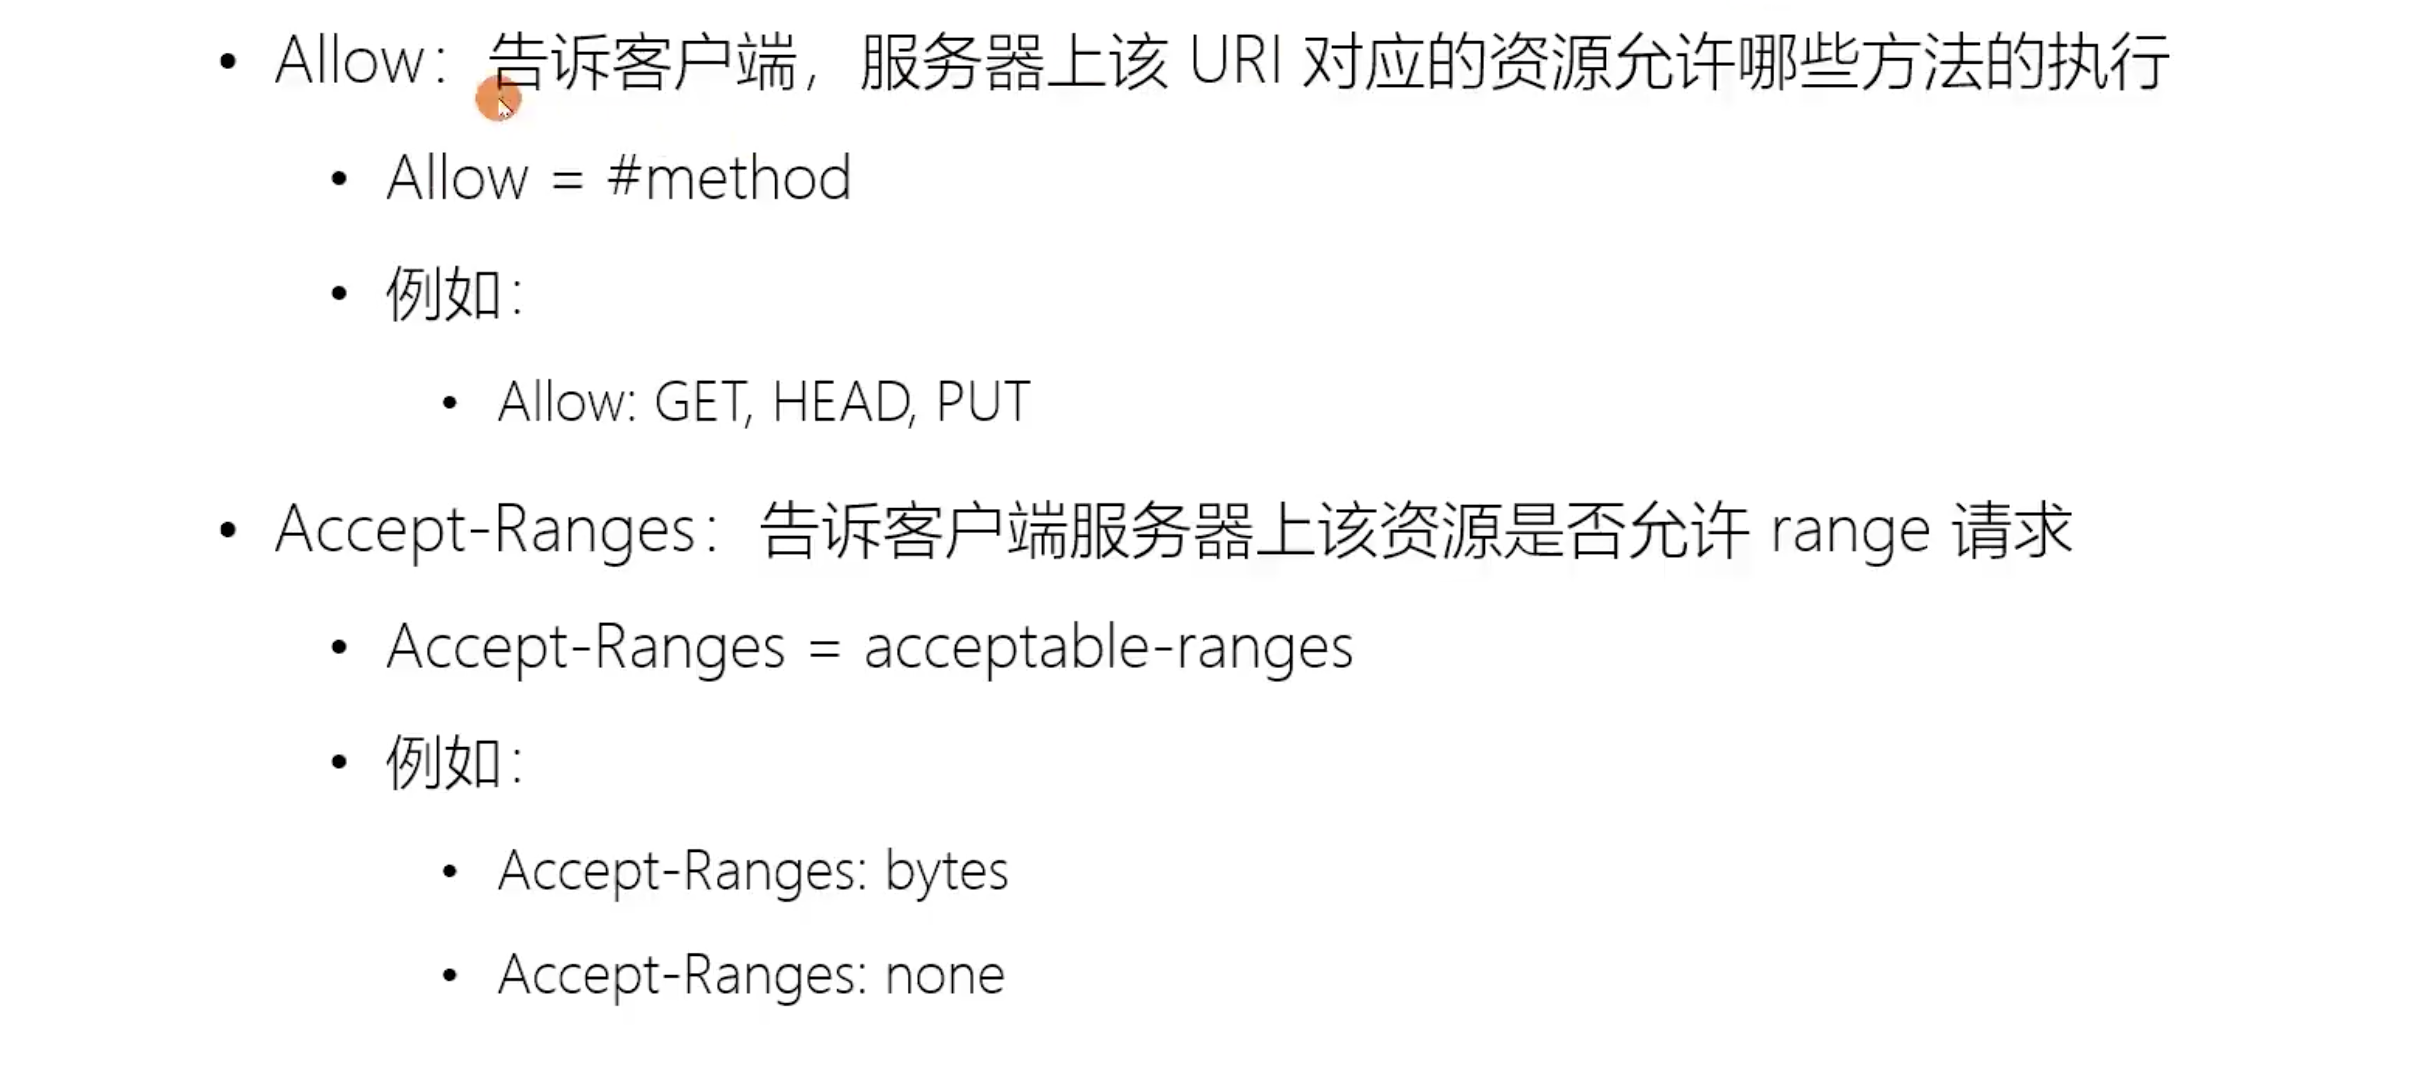 • Allow：告诉客户端，服务器上该 URI 对应的资源允许哪些方法的执行
• Allow = #method
• 例如：
• Allow: GET, HEAD, PUT
• Accept-Ranges：告诉客户端服务器上该资源是否允许 range 请求
• Accept-Ranges = acceptable-ranges
• 例如：
• Accept-Ranges: bytes
• Accept-Ranges: none